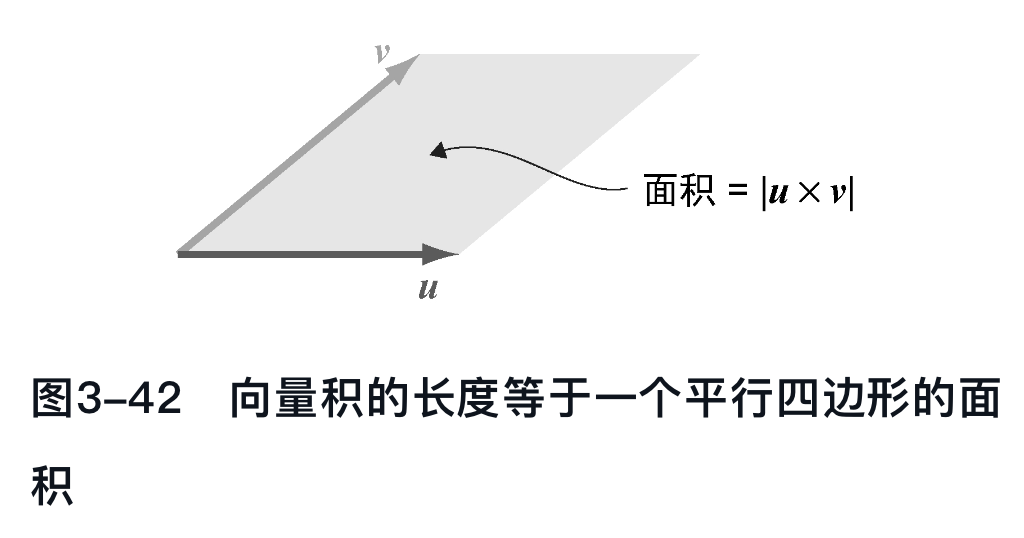 v
面积 = |u × v|
u
图3-42 向量积的长度等于一个平行四边形的面
积